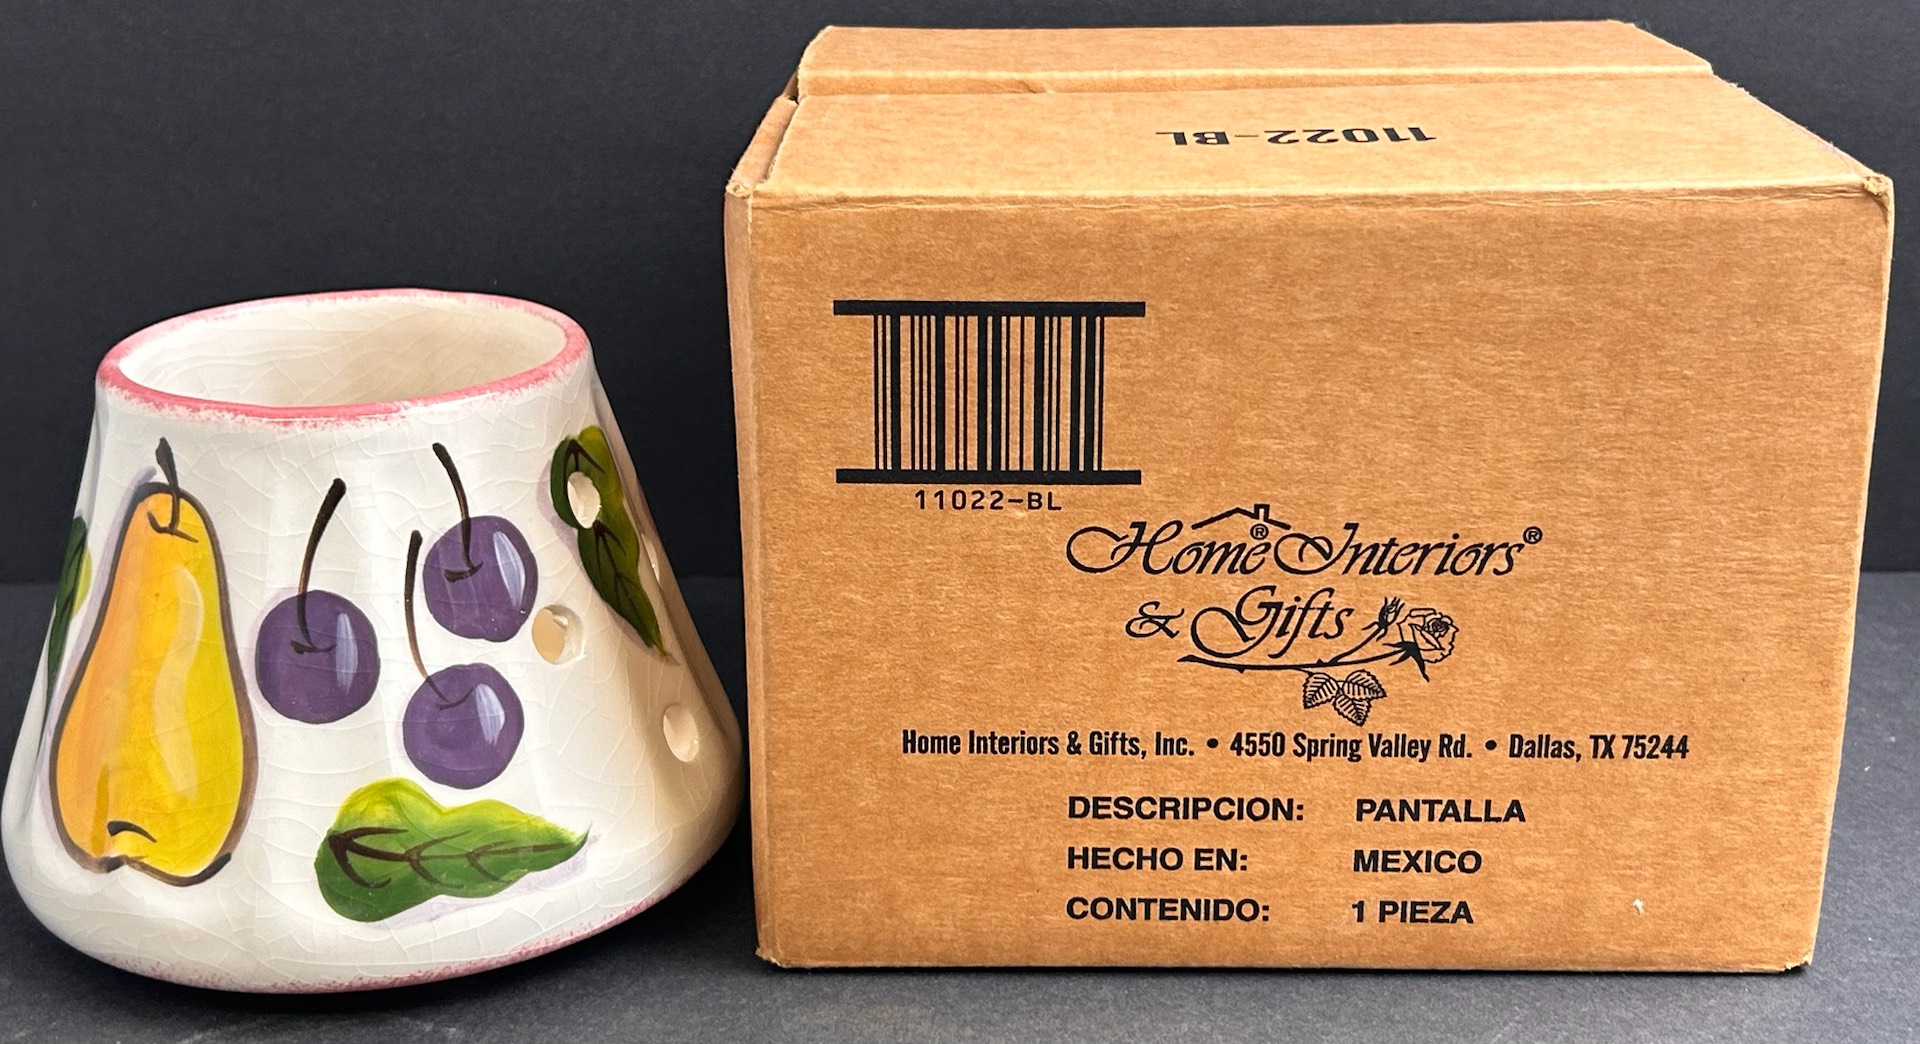 11022-BL
11022-BL
Home® Interiors®
& Gifts
Home Interiors & Gifts, Inc. • 4550 Spring Valley Rd. • Dallas, TX 75244
DESCRIPCION: PANTALLA
HECHO EN: MEXICO
CONTENIDO: 1 PIEZA